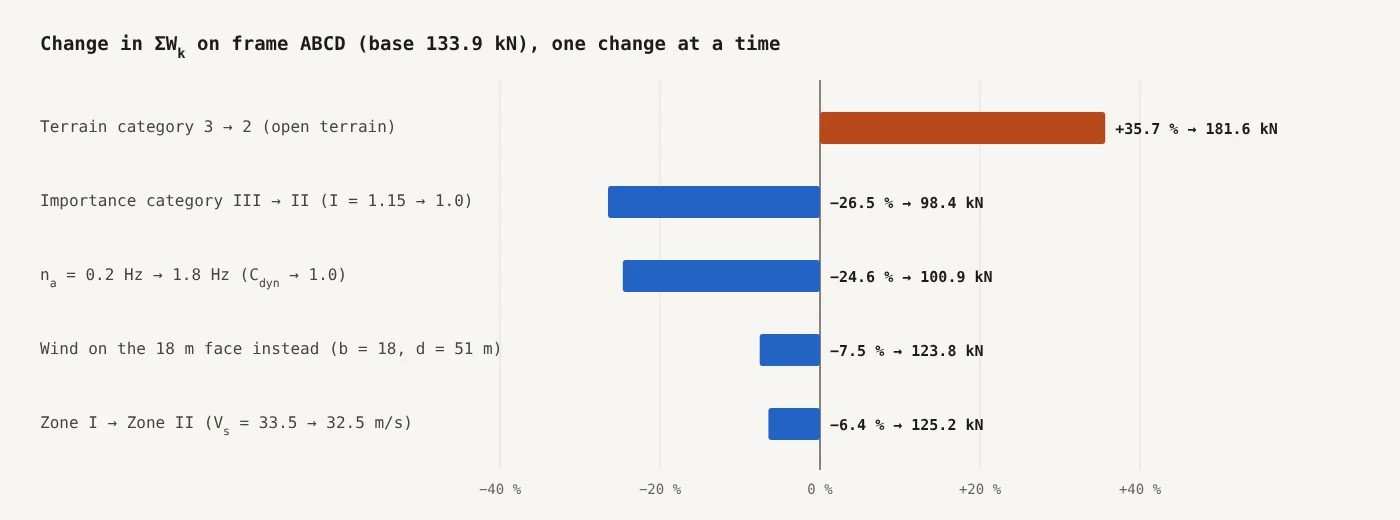 Change in ΣWk on frame ABCD (base 133.9 kN), one change at a time
Terrain category 3 → 2 (open terrain)
+35.7 % → 181.6 kN
Importance category III → II (I = 1.15 → 1.0)
−26.5 % → 98.4 kN
na = 0.2 Hz → 1.8 Hz (Cdyn → 1.0)
−24.6 % → 100.9 kN
Wind on the 18 m face instead (b = 18, d = 51 m)
−7.5 % → 123.8 kN
Zone I → Zone II (Vs = 33.5 → 32.5 m/s)
−6.4 % → 125.2 kN
−40 %
−20 %
0 %
+20 %
+40 %